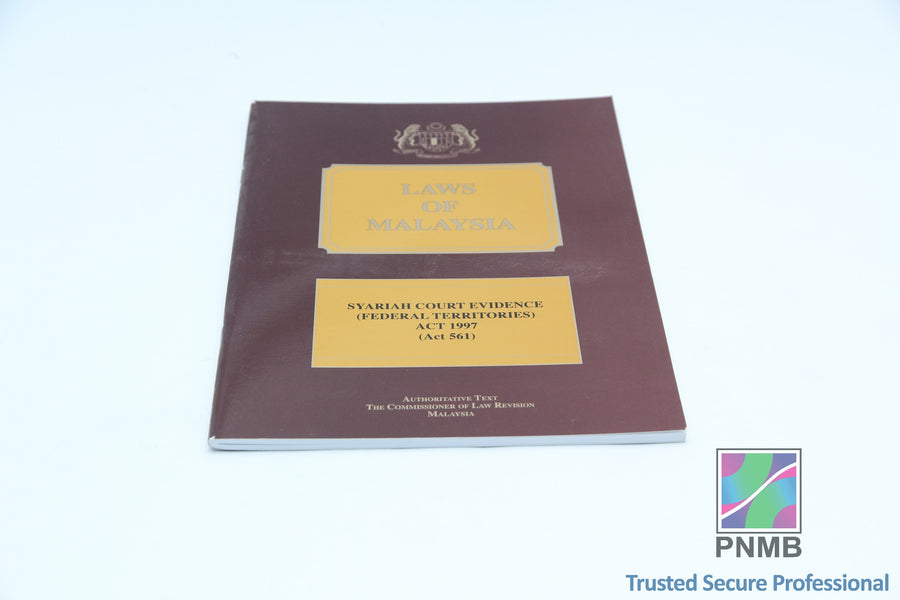 LAWS
OF
MALAYSIA
SYARIAH COURT EVIDENCE
(FEDERAL TERRITORIES)
ACT 1997
(Act 561)
AUTHORITATIVE TEXT
THE COMMISSIONER OF LAW REVISION
MALAYSIA
PNMB
Trusted Secure Professional